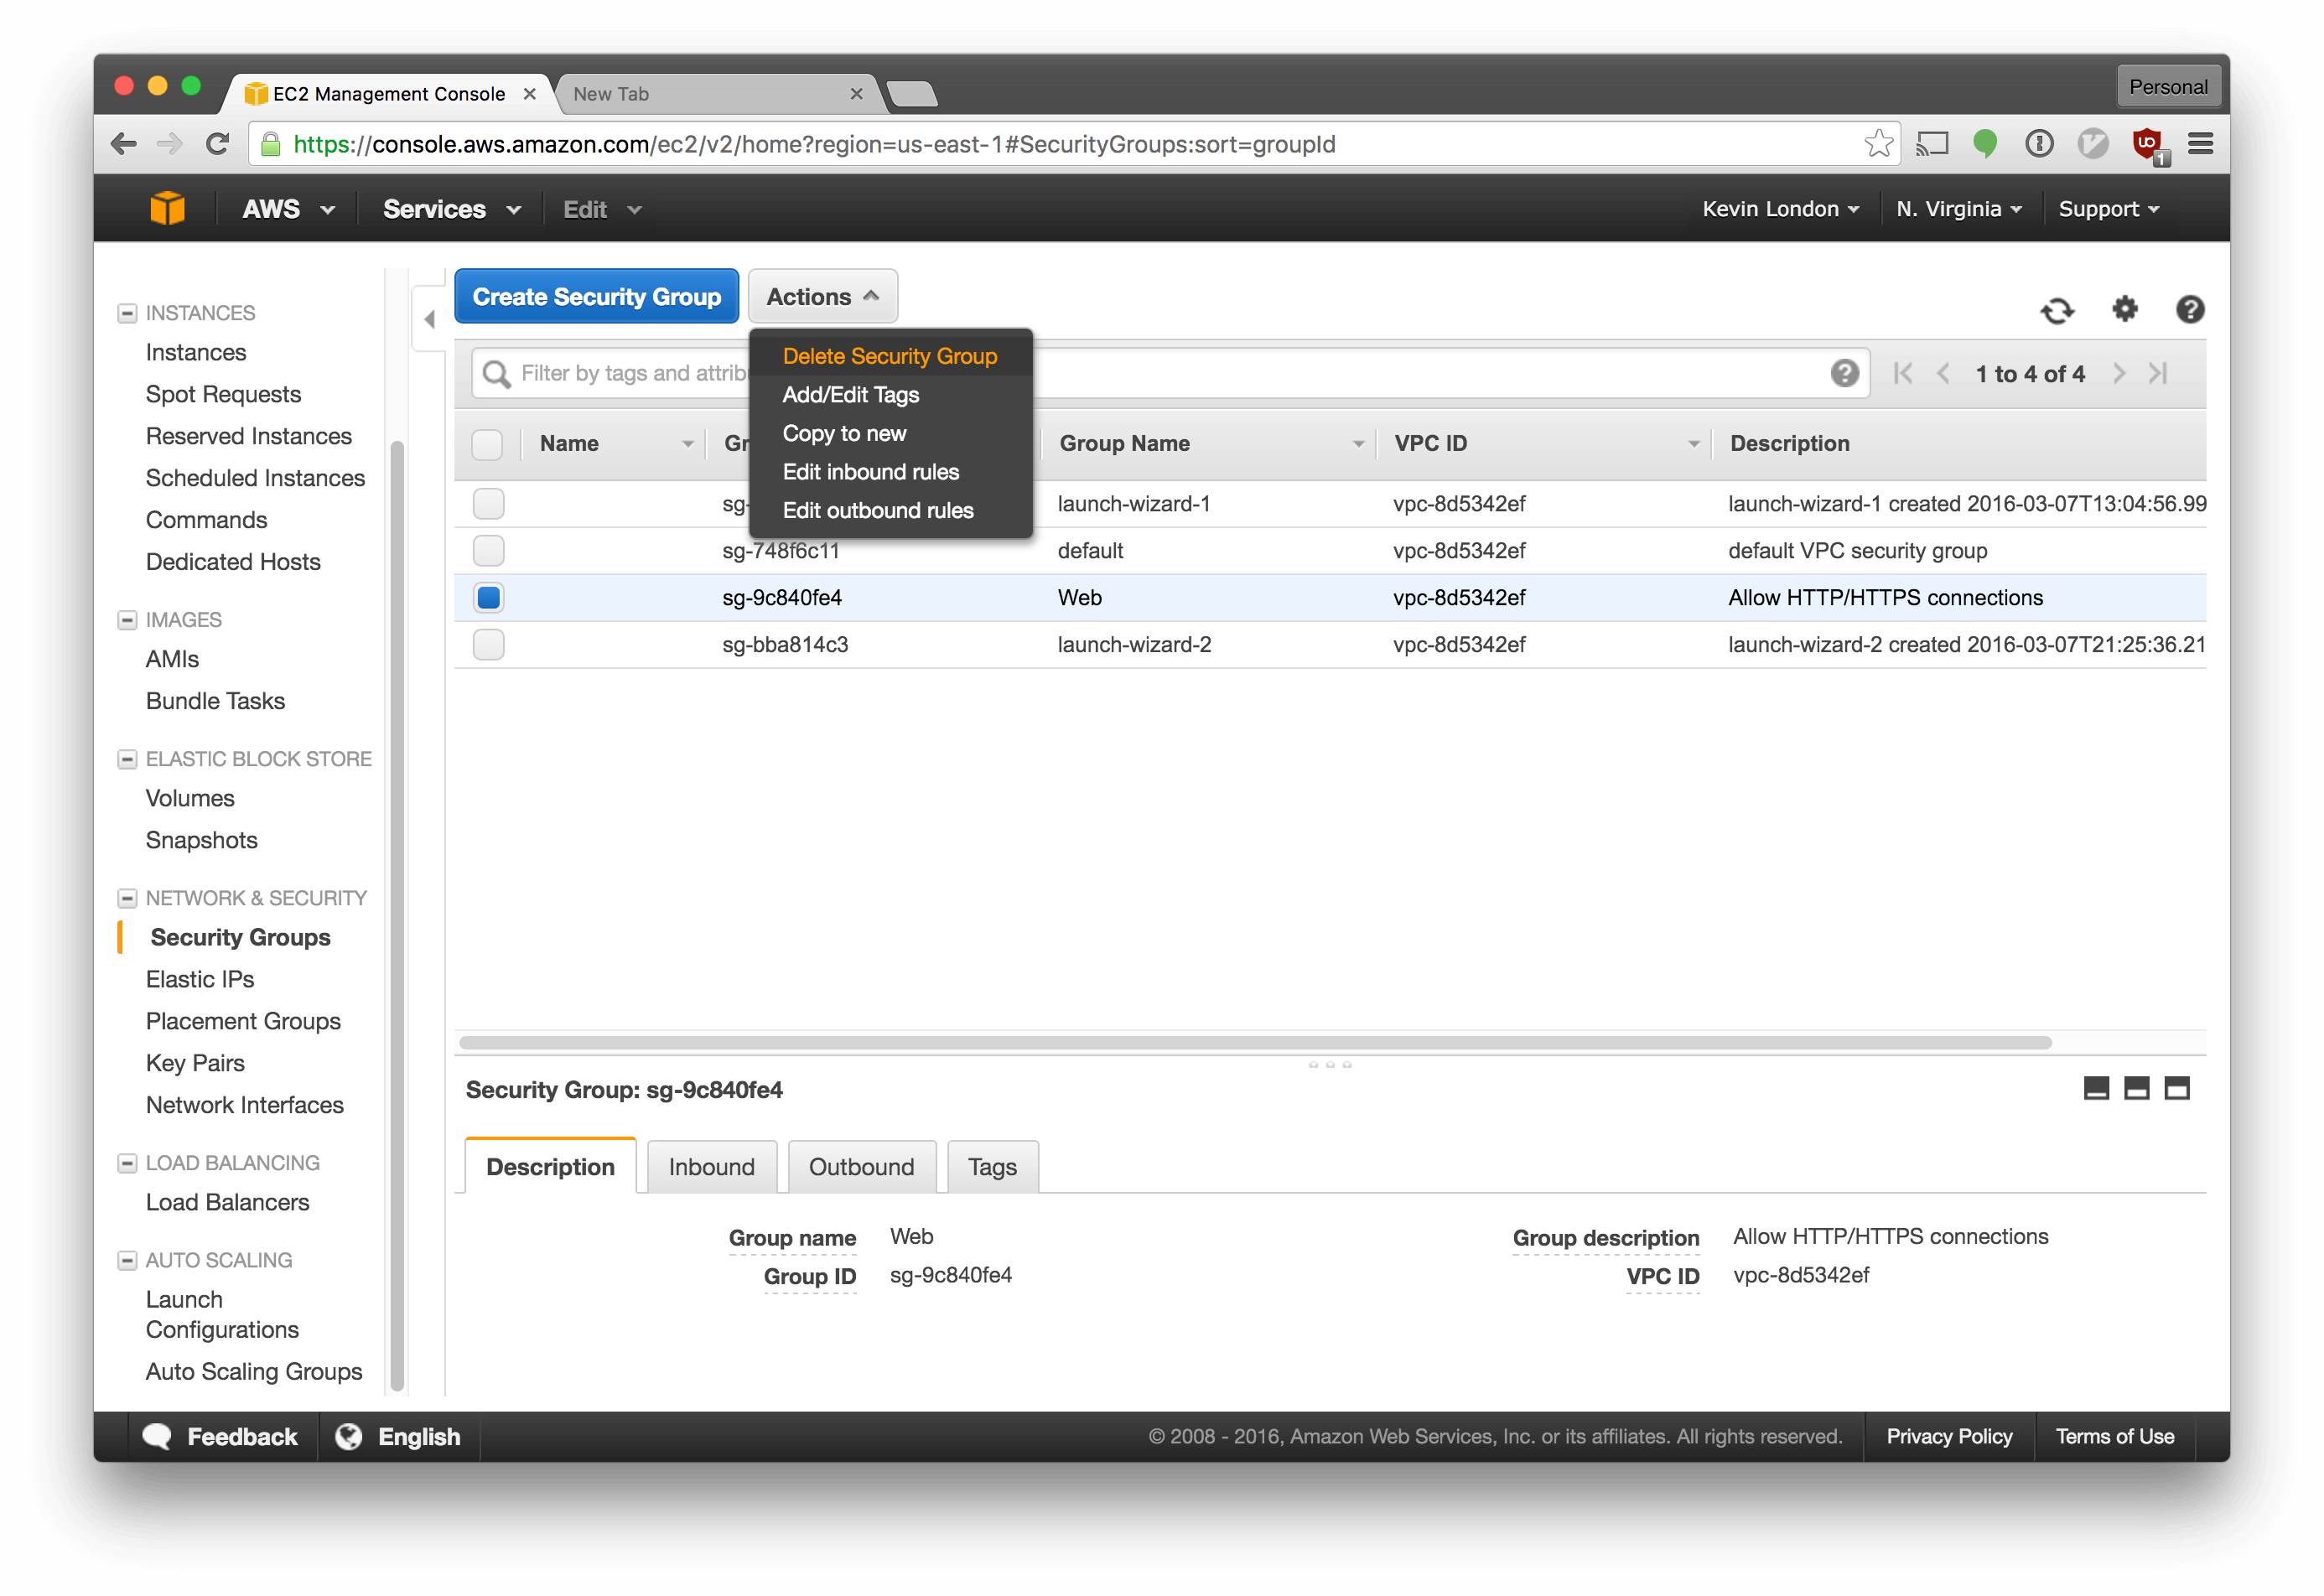 EC2 Management Console
New Tab
Personal
https://console.aws.amazon.com/ec2/v2/home?region=us-east-1#SecurityGroups:sort=groupId
1
AWS Services Edit Kevin London N. Virginia Support
INSTANCES
Instances
Spot Requests
Reserved Instances
Scheduled Instances
Commands
Dedicated Hosts
IMAGES
AMIs
Bundle Tasks
ELASTIC BLOCK STORE
Volumes
Snapshots
NETWORK & SECURITY
Security Groups
Elastic IPs
Placement Groups
Key Pairs
Network Interfaces
LOAD BALANCING
Load Balancers
AUTO SCALING
Launch
Configurations
Auto Scaling Groups
Create Security Group Actions
Delete Security Group
Add/Edit Tags
Copy to new
Edit inbound rules
Edit outbound rules
Filter by tags and 1 to 4 of 4
Name Group Name VPC ID Description
sg- launch-wizard-1 vpc-8d5342ef launch-wizard-1 created 2016-03-07T13:04:56.99
sg-748f6c11 default vpc-8d5342ef default VPC security group
sg-9c840fe4 Web vpc-8d5342ef Allow HTTP/HTTPS connections
sg-bba814c3 launch-wizard-2 vpc-8d5342ef launch-wizard-2 created 2016-03-07T21:25:36.21
Security Group: sg-9c840fe4
Description Inbound Outbound Tags
Group name Web Group description Allow HTTP/HTTPS connections
Group ID sg-9c840fe4 VPC ID vpc-8d5342ef
Feedback English © 2008 - 2016, Amazon Web Services, Inc. or its affiliates. All rights reserved. Privacy Policy Terms of Use